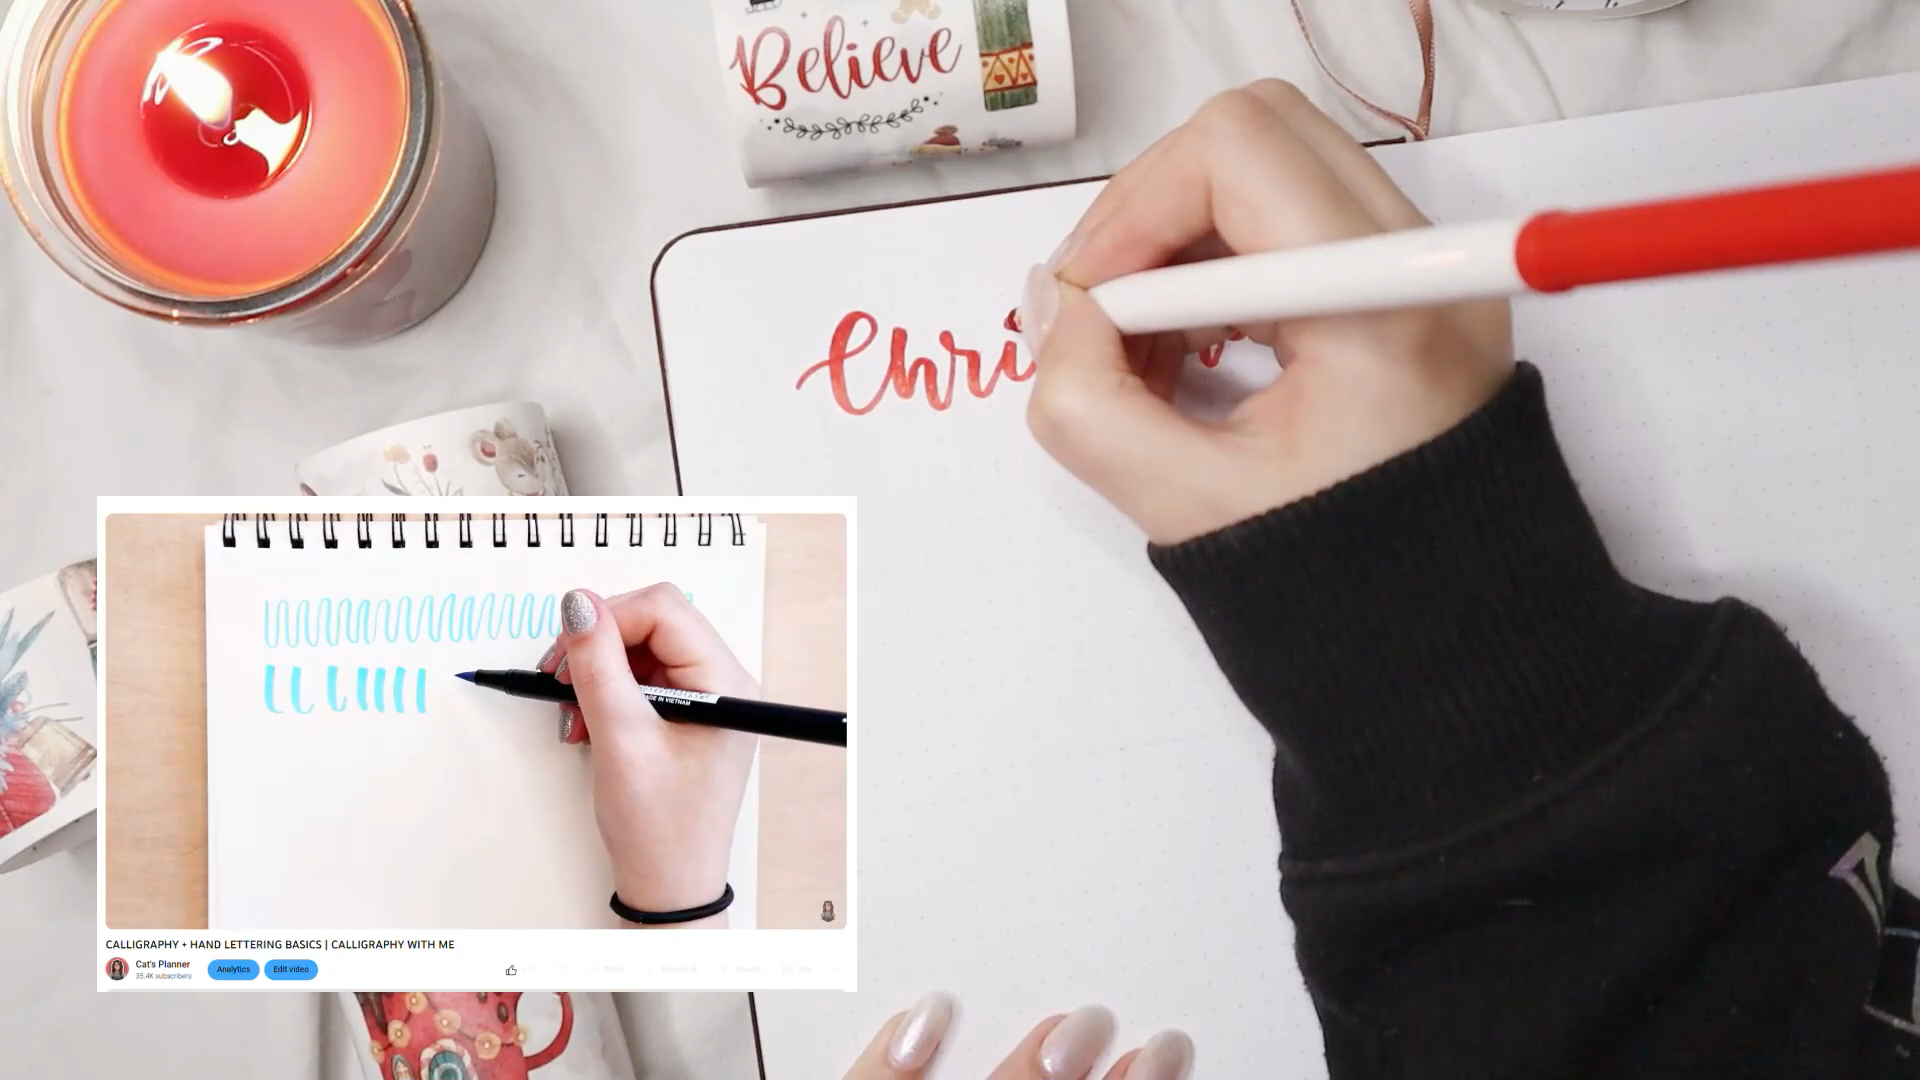 Believe
Chri
MADE IN VIETNAM
CALLIGRAPHY + HAND LETTERING BASICS | CALLIGRAPHY WITH ME
Cat's Planner
35.4K subscribers
Analytics
Edit video